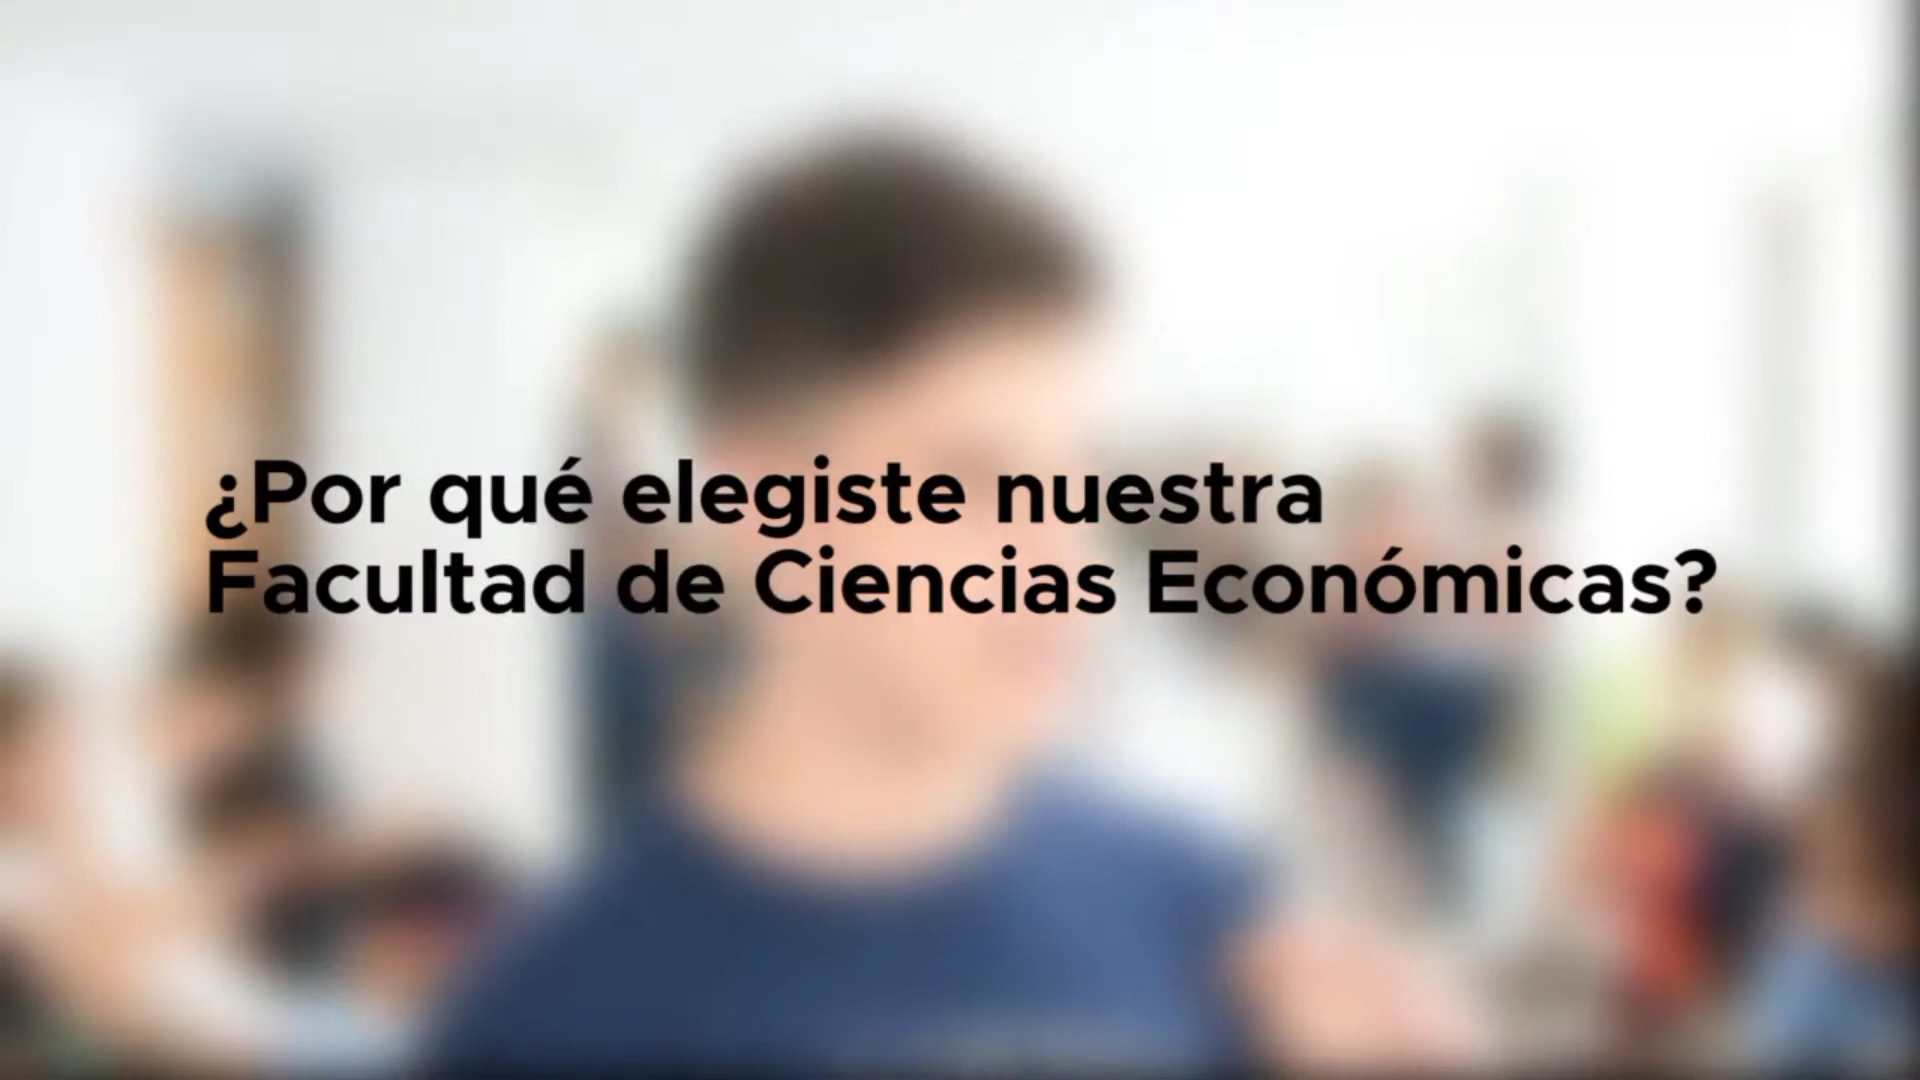 ¿Por qué elegiste nuestra
Facultad de Ciencias Económicas?